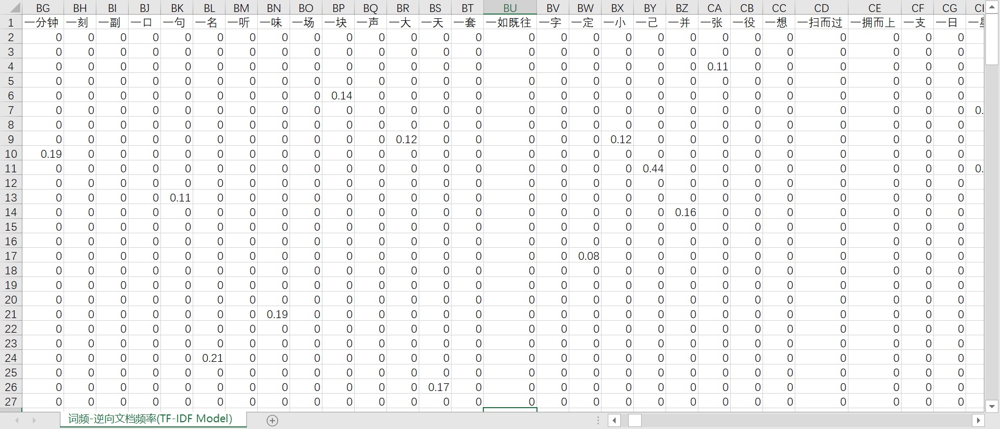 BG BH BI BJ BK BL BM BN BO BP BQ BR BS BT BU BV BW BX BY BZ CA CB CC CD CE CF CG
1 一分钟 一刻 一副 一口 一句 一名 一听 一味 一场 一块 一声 一大 一天 一套 一如既往 一字 一定 一小 一己 一并 一张 一役 一想 一扫而过 一拥而上 一支 一日
2 0 0 0 0 0 0 0 0 0 0 0 0 0 0 0 0 0 0 0 0 0 0 0 0 0 0 0
3 0 0 0 0 0 0 0 0 0 0 0 0 0 0 0 0 0 0 0 0 0 0 0 0 0 0 0
4 0 0 0 0 0 0 0 0 0 0 0 0 0 0 0 0 0 0 0 0 0.11 0 0 0 0 0 0
5 0 0 0 0 0 0 0 0 0 0 0 0 0 0 0 0 0 0 0 0 0 0 0 0 0 0 0
6 0 0 0 0 0 0 0 0 0 0.14 0 0 0 0 0 0 0 0 0 0 0 0 0 0 0 0 0
7 0 0 0 0 0 0 0 0 0 0 0 0 0 0 0 0 0 0 0 0 0 0 0 0 0 0 0 0.
8 0 0 0 0 0 0 0 0 0 0 0 0 0 0 0 0 0 0 0 0 0 0 0 0 0 0 0
9 0 0 0 0 0 0 0 0 0 0 0 0.12 0 0 0 0 0 0.12 0 0 0 0 0 0 0 0 0
10 0.19 0 0 0 0 0 0 0 0 0 0 0 0 0 0 0 0 0 0 0 0 0 0 0 0 0 0
11 0 0 0 0 0 0 0 0 0 0 0 0 0 0 0 0 0 0 0.44 0 0 0 0 0 0 0 0 0.
12 0 0 0 0 0 0 0 0 0 0 0 0 0 0 0 0 0 0 0 0 0 0 0 0 0 0 0
13 0 0 0 0 0.11 0 0 0 0 0 0 0 0 0 0 0 0 0 0 0 0 0 0 0 0 0 0
14 0 0 0 0 0 0 0 0 0 0 0 0 0 0 0 0 0 0 0 0.16 0 0 0 0 0 0 0
15 0 0 0 0 0 0 0 0 0 0 0 0 0 0 0 0 0 0 0 0 0 0 0 0 0 0 0
16 0 0 0 0 0 0 0 0 0 0 0 0 0 0 0 0 0 0 0 0 0 0 0 0 0 0 0
17 0 0 0 0 0 0 0 0 0 0 0 0 0 0 0 0 0.08 0 0 0 0 0 0 0 0 0 0
18 0 0 0 0 0 0 0 0 0 0 0 0 0 0 0 0 0 0 0 0 0 0 0 0 0 0 0
19 0 0 0 0 0 0 0 0 0 0 0 0 0 0 0 0 0 0 0 0 0 0 0 0 0 0 0
20 0 0 0 0 0 0 0 0 0 0 0 0 0 0 0 0 0 0 0 0 0 0 0 0 0 0 0
21 0 0 0 0 0 0 0 0.19 0 0 0 0 0 0 0 0 0 0 0 0 0 0 0 0 0 0 0
22 0 0 0 0 0 0 0 0 0 0 0 0 0 0 0 0 0 0 0 0 0 0 0 0 0 0 0
23 0 0 0 0 0 0 0 0 0 0 0 0 0 0 0 0 0 0 0 0 0 0 0 0 0 0 0
24 0 0 0 0 0 0.21 0 0 0 0 0 0 0 0 0 0 0 0 0 0 0 0 0 0 0 0 0
25 0 0 0 0 0 0 0 0 0 0 0 0 0 0 0 0 0 0 0 0 0 0 0 0 0 0 0
26 0 0 0 0 0 0 0 0 0 0 0 0 0.17 0 0 0 0 0 0 0 0 0 0 0 0 0 0
27 0 0 0 0 0 0 0 0 0 0 0 0 0 0 0 0 0 0 0 0 0 0 0 0 0 0 0
词频-逆向文档频率(TF-IDF Model)